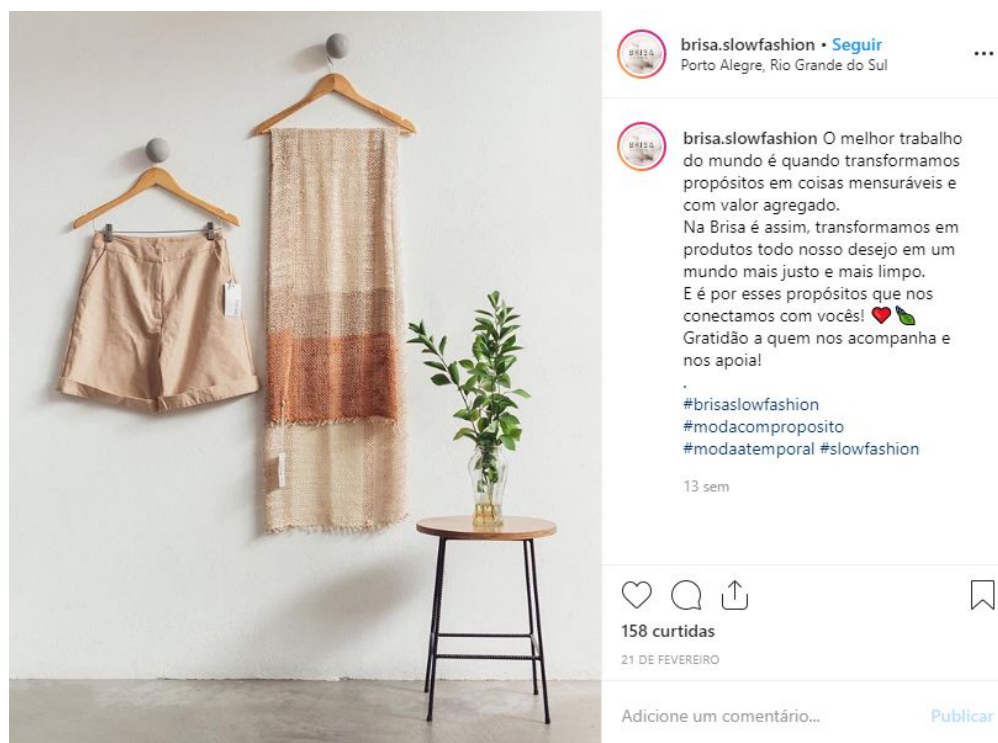 brisa.slowfashion • Seguir
Porto Alegre, Rio Grande do Sul
BRISA
BRISA
brisa.slowfashion O melhor trabalho
do mundo é quando transformamos
propósitos em coisas mensuráveis e
com valor agregado.
Na Brisa é assim, transformamos em
produtos todo nosso desejo em um
mundo mais justo e mais limpo.
E é por esses propósitos que nos
conectamos com vocês! ❤️🌿
Gratidão a quem nos acompanha e
nos apoia!
.
#brisaslowfashion
#modacomproposito
#modaatemporal #slowfashion
13 sem
158 curtidas
21 DE FEVEREIRO
Adicione um comentário... Publicar